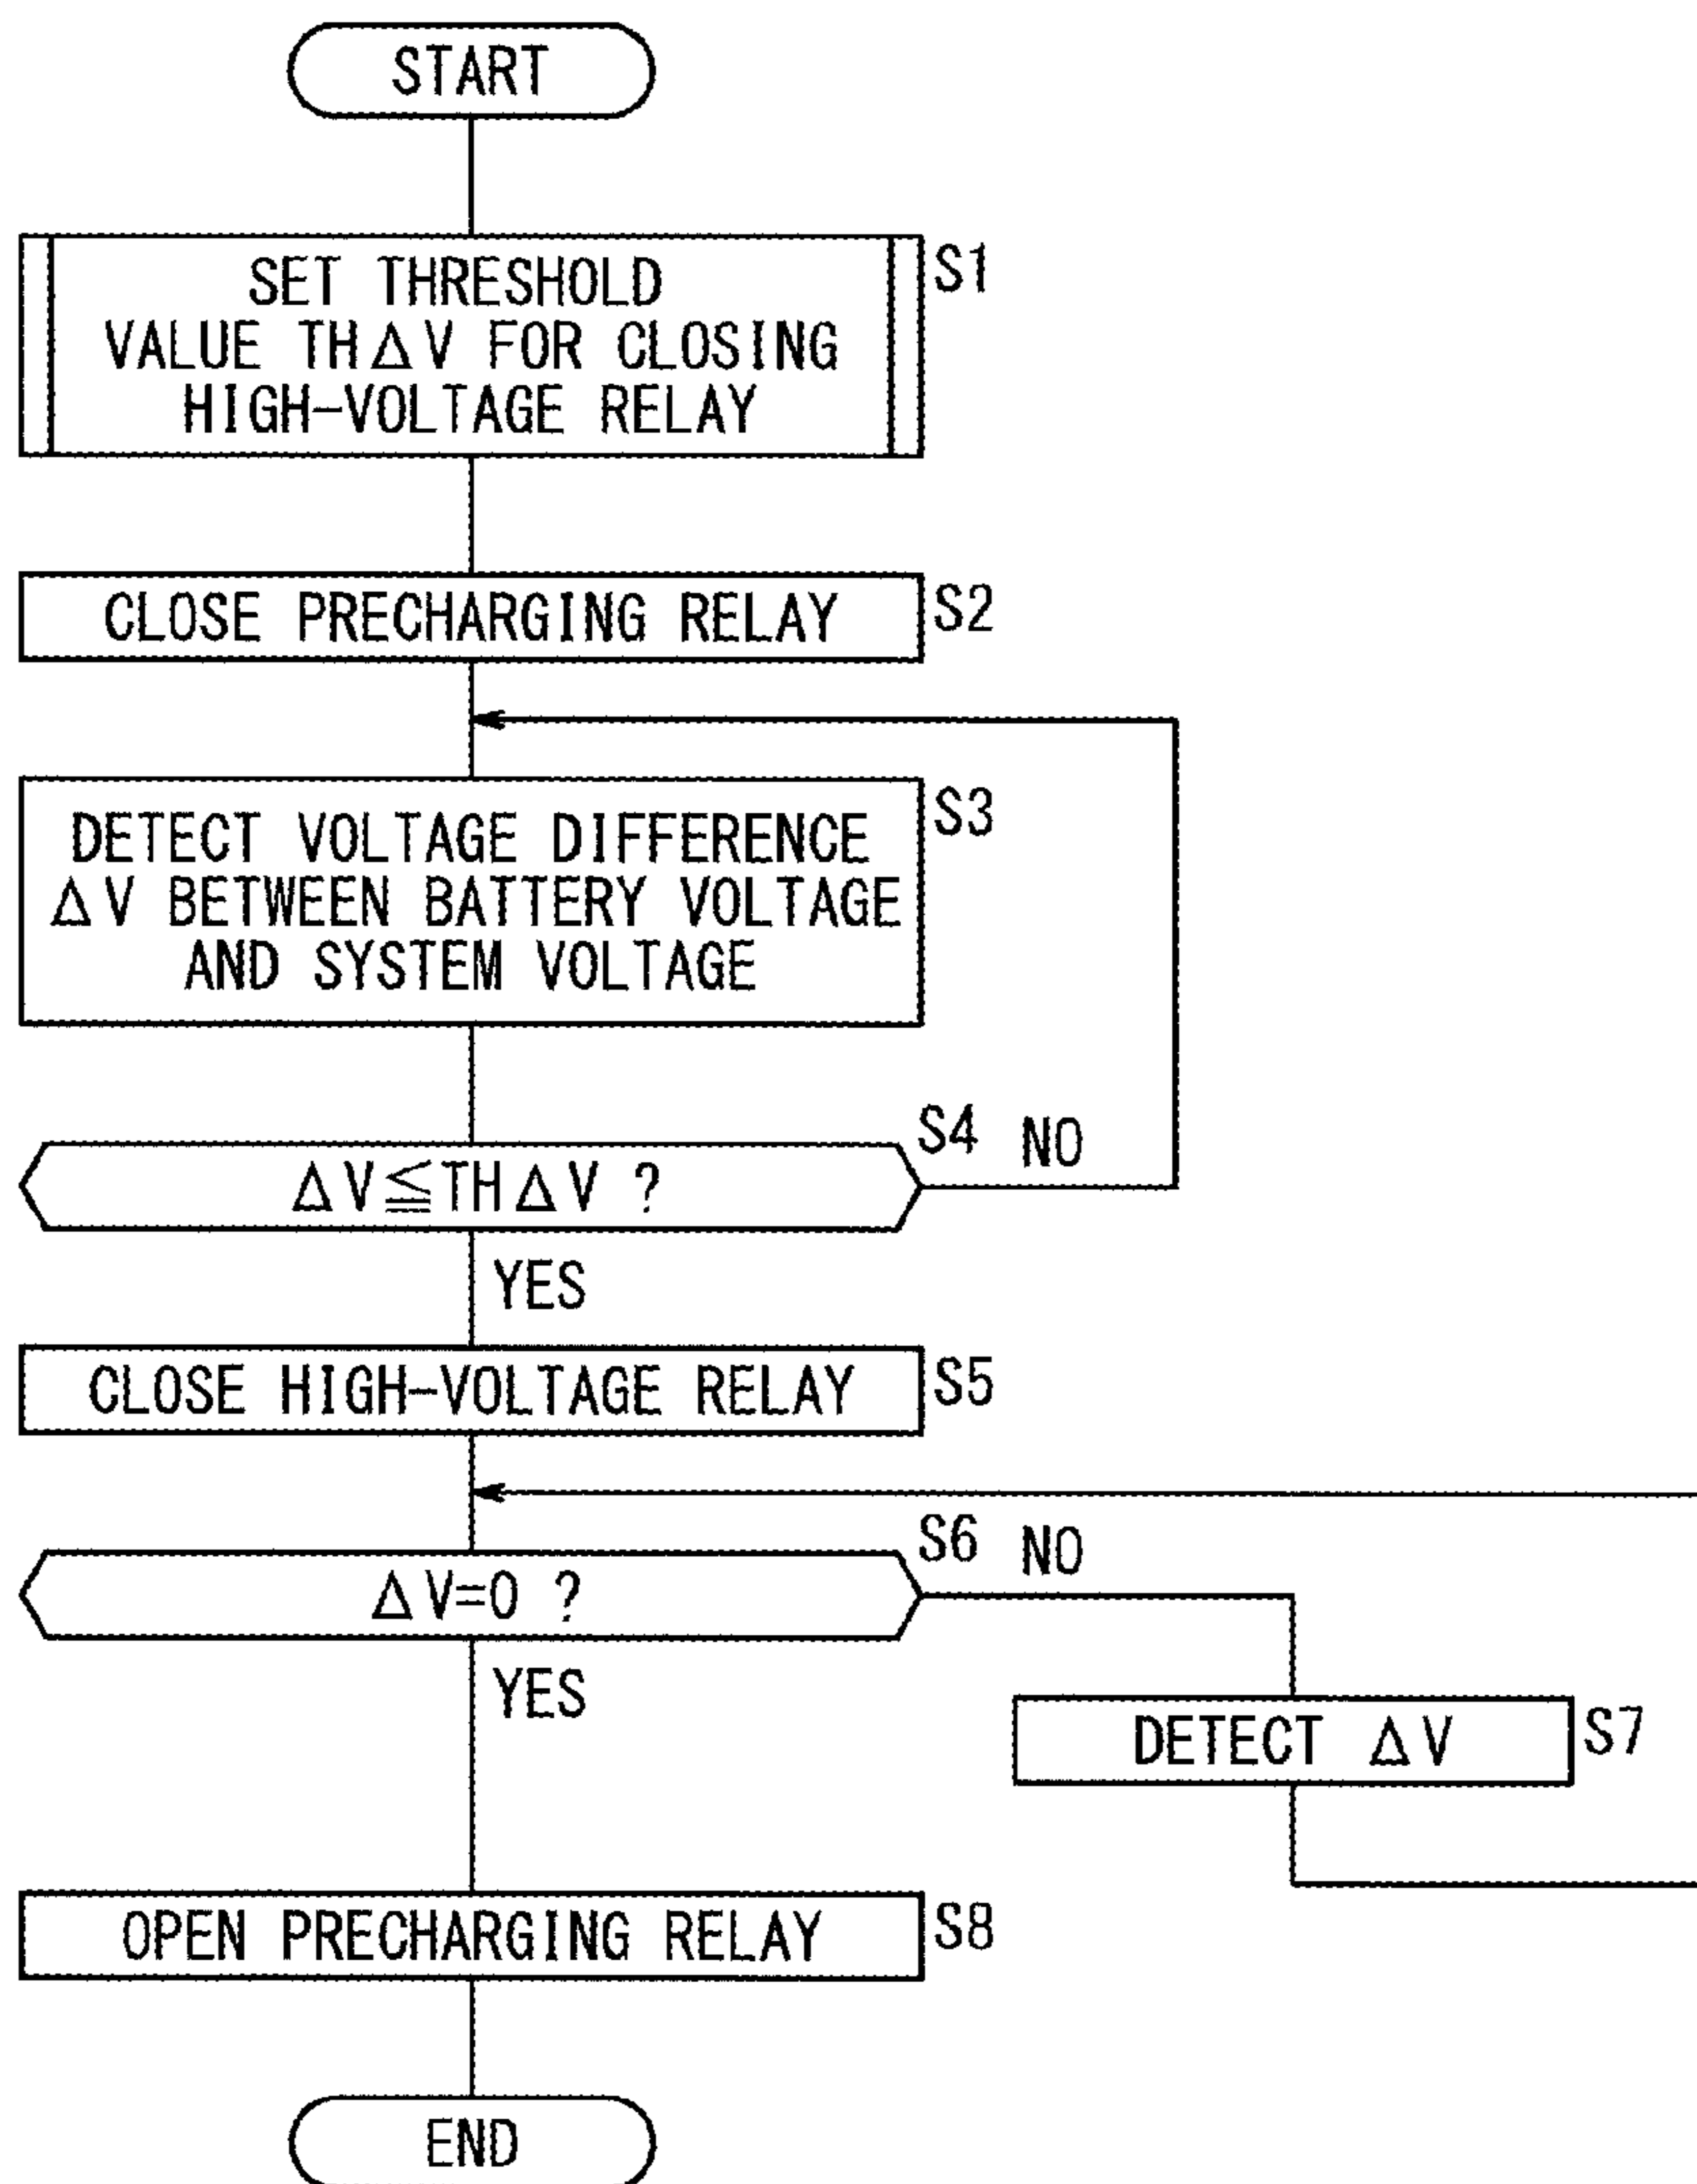 START
SET THRESHOLD
VALUE THΔV FOR CLOSING
HIGH-VOLTAGE RELAY
S1
CLOSE PRECHARGING RELAY
S2
DETECT VOLTAGE DIFFERENCE
ΔV BETWEEN BATTERY VOLTAGE
AND SYSTEM VOLTAGE
S3
ΔV≦THΔV ?
S4
NO
YES
CLOSE HIGH-VOLTAGE RELAY
S5
ΔV=0 ?
S6
NO
YES
DETECT ΔV
S7
OPEN PRECHARGING RELAY
S8
END